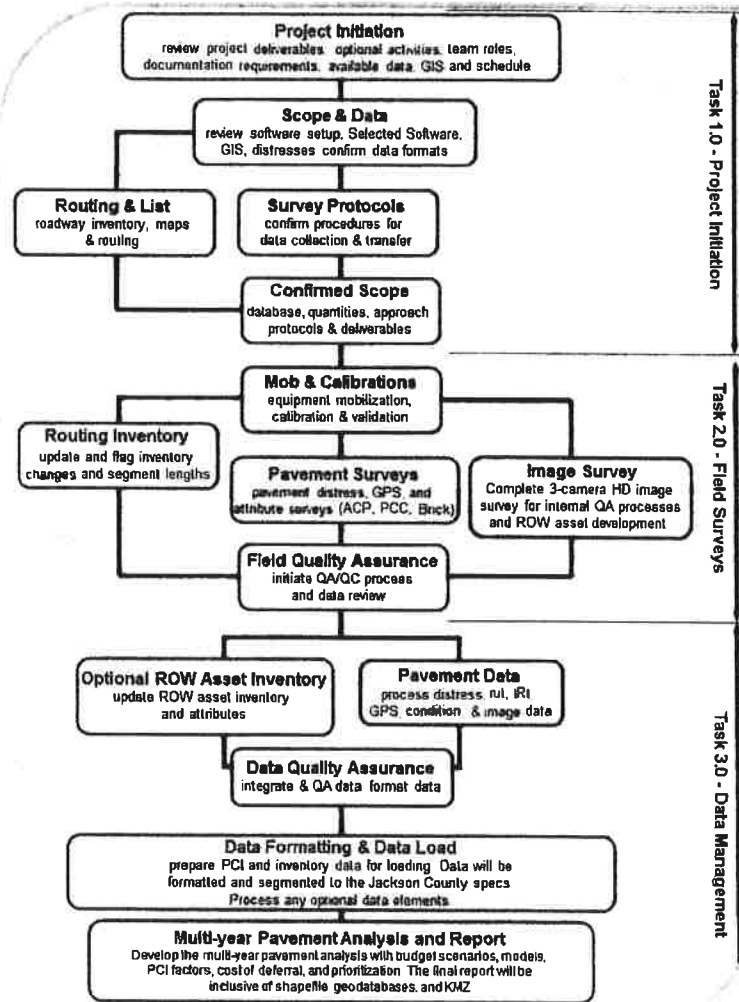 Project Initiation
review project deliverables, optional activities, team roles,
documentation requirements, available data, GIS and schedule
Scope & Data
review software setup, Selected Software,
GIS, distresses confirm data formats
Routing & List
roadway inventory, maps
& routing
Survey Protocols
confirm procedures for
data collection & transfer
Confirmed Scope
database, quantities, approach
protocols & deliverables
Task 1.0 - Project Initiation
Mob & Calibrations
equipment mobilization,
calibration & validation
Routing Inventory
update and flag inventory
changes and segment lengths
Pavement Surveys
pavement distress, GPS, and
attribute surveys (ACP, PCC, Brick)
Image Survey
Complete 3-camera HD image
survey for internal QA processes
and ROW asset development
Field Quality Assurance
initiate QA/QC process
and data review
Task 2.0 - Field Surveys
Optional ROW Asset Inventory
update ROW asset inventory
and attributes
Pavement Data
process distress, rut, IRI,
GPS, condition & image data
Data Quality Assurance
integrate & QA data format data
Data Formatting & Data Load
prepare PCI and inventory data for loading Data will be
formatted and segmented to the Jackson County specs
Process any optional data elements
Multi-year Pavement Analysis and Report
Develop the multi-year pavement analysis with budget scenarios, models,
PCI factors, cost of deferral, and prioritization The final report will be
inclusive of shapefile geodatabases, and KMZ
Task 3.0 - Data Management